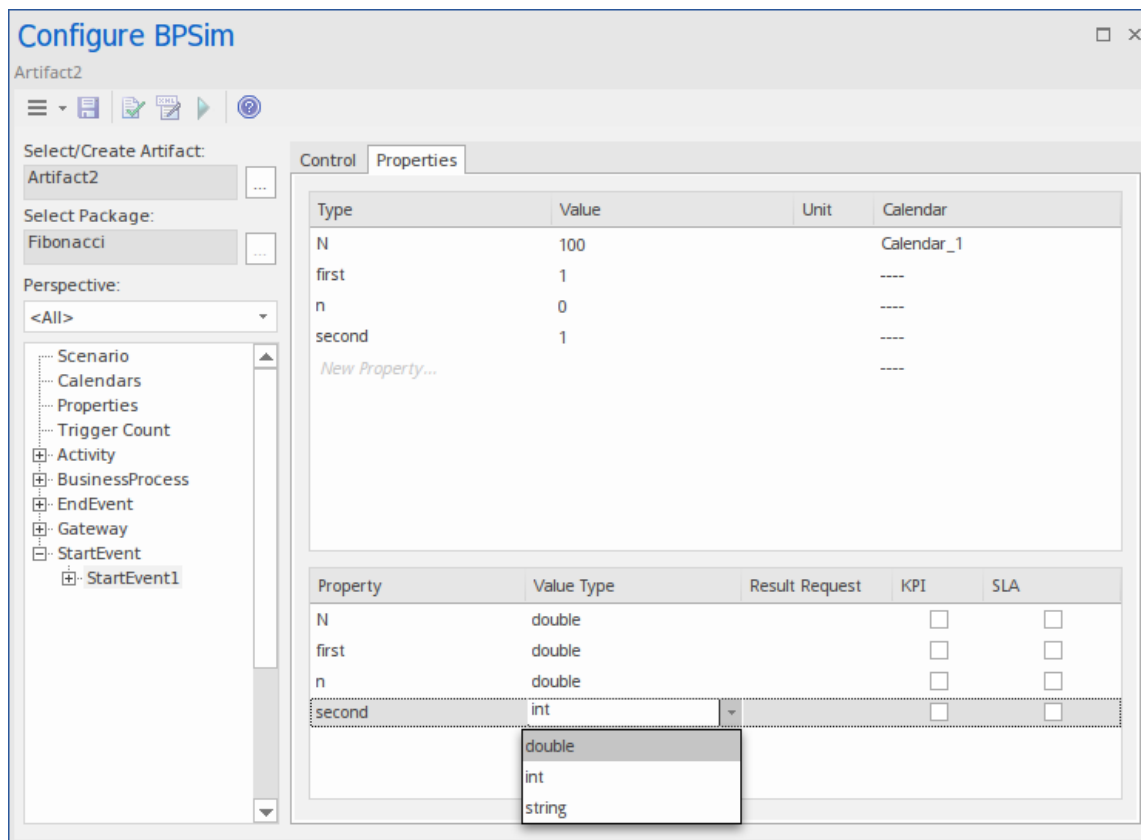 Configure BPSim
Artifact2
Select/Create Artifact:
Artifact2
...
Select Package:
Fibonacci
...
Perspective:
<All>
Scenario
Calendars
Properties
Trigger Count
Activity
BusinessProcess
EndEvent
Gateway
StartEvent
StartEvent1
Control Properties
Type Value Unit Calendar
N 100 Calendar_1
first 1 ----
n 0 ----
second 1 ----
New Property... ----
Property Value Type Result Request KPI SLA
N double
first double
n double
second int
double
int
string